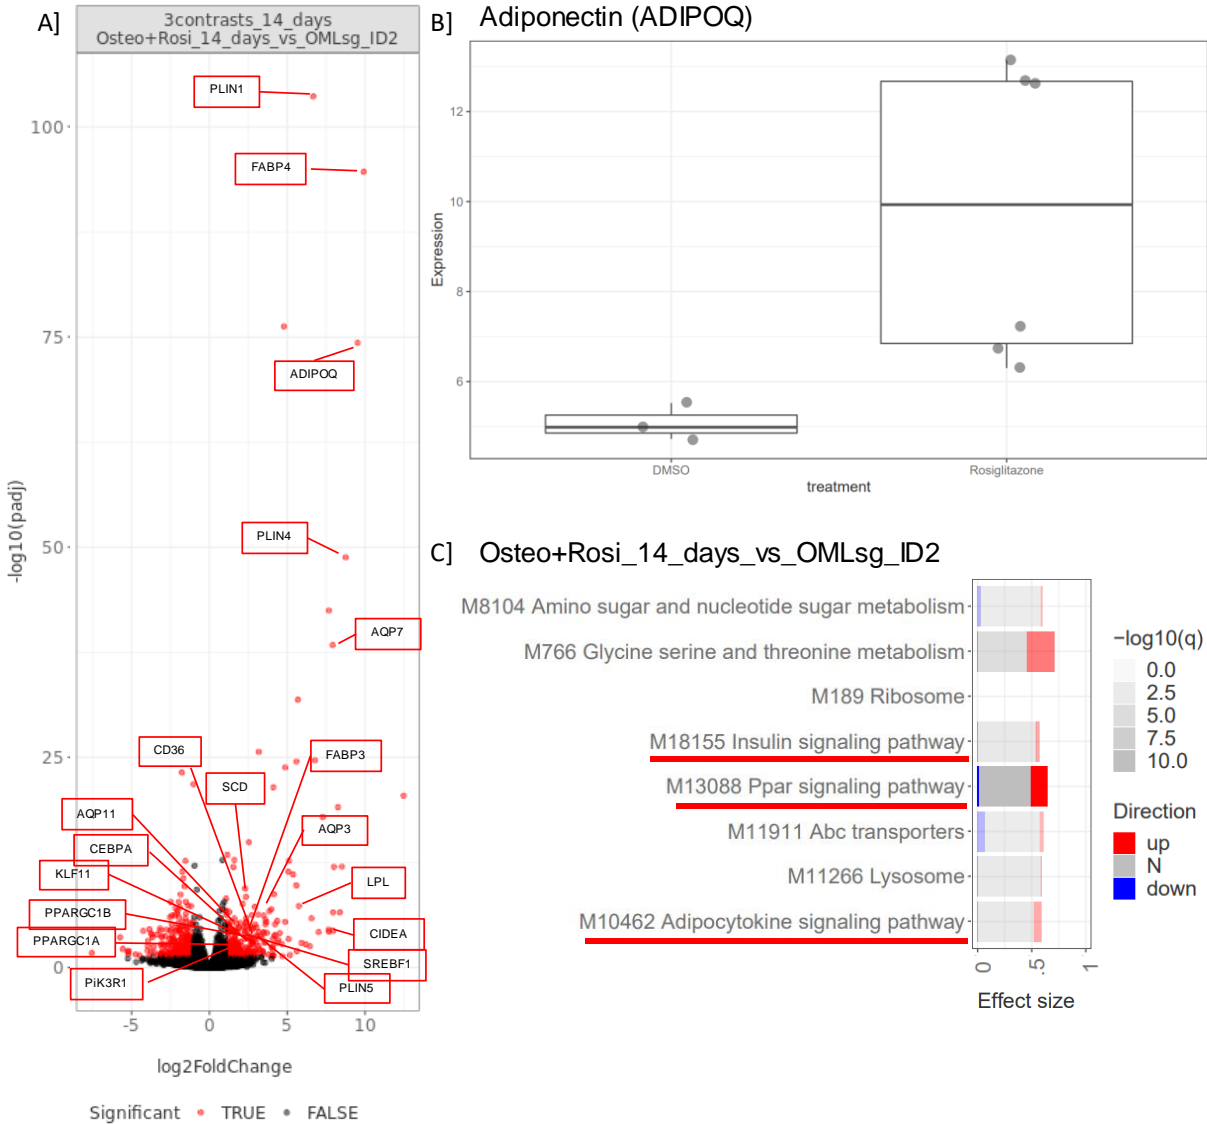 A]
3contrasts_14_days
Osteo+Rosi_14_days_vs_OMLsg_ID2
PLIN1
FABP4
ADIPOQ
PLIN4
AQP7
CD36
FABP3
SCD
AQP11
AQP3
CEBPA
KLF11
LPL
PPARGC1B
CIDEA
PPARGC1A
SREBF1
PiK3R1
PLIN5
100
75
50
25
0
-log10(padj)
-5 0 5 10
log2FoldChange
Significant TRUE FALSE
B] Adiponectin (ADIPOQ)
12
10
8
6
Expression
DMSO Rosiglitazone
treatment
C] Osteo+Rosi_14_days_vs_OMLsg_ID2
M8104 Amino sugar and nucleotide sugar metabolism
M766 Glycine serine and threonine metabolism
M189 Ribosome
M18155 Insulin signaling pathway
M13088 Ppar signaling pathway
M11911 Abc transporters
M11266 Lysosome
M10462 Adipocytokine signaling pathway
0 .5 1
Effect size
−log10(q)
0.0
2.5
5.0
7.5
10.0
Direction
up
N
down